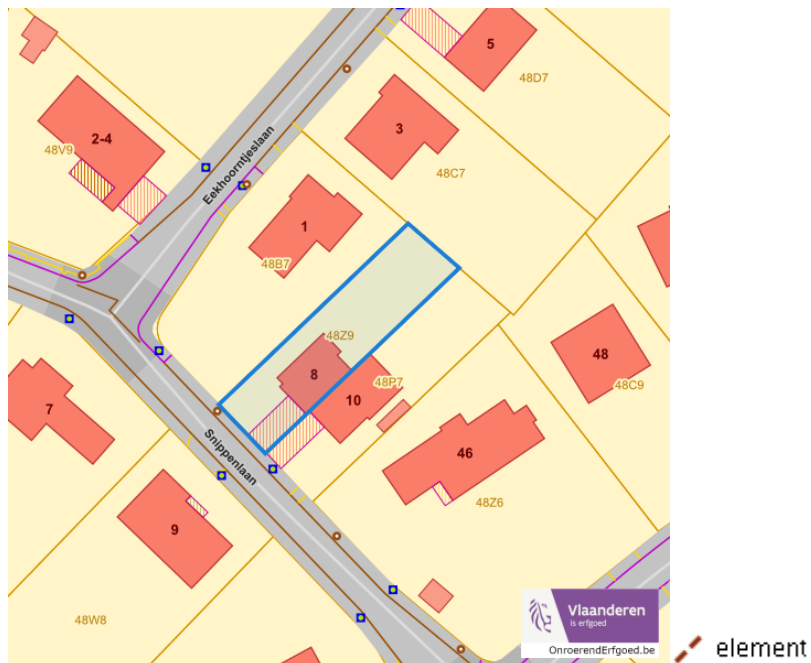 5
48D7
2-4
48V9
3
48C7
Eekhoorntjeslaan
1
48B7
48Z9
8
10
48P7
48
48C9
7
Snippenlaan
46
48Z6
9
48W8
Vlaanderen
is erfgoed
OnroerendErfgoed.be
element